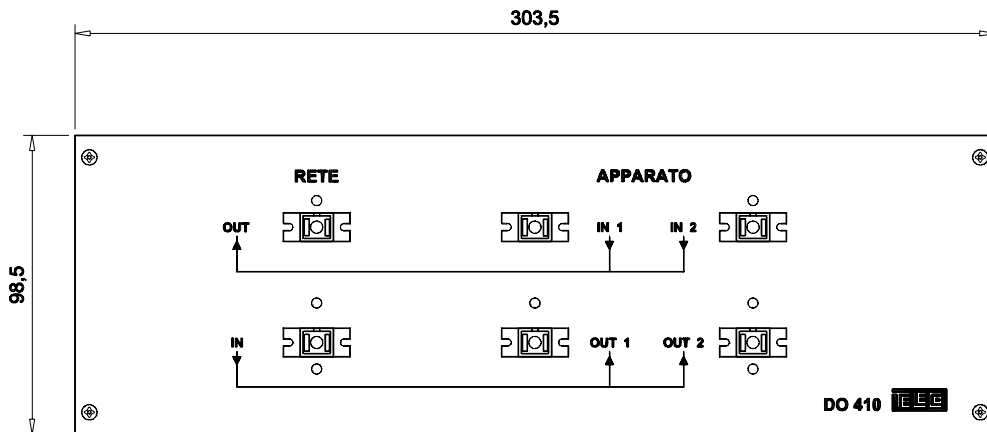 303,5
98,5
RETE APPARATO
OUT IN 1 IN 2
IN OUT 1 OUT 2
DO 410